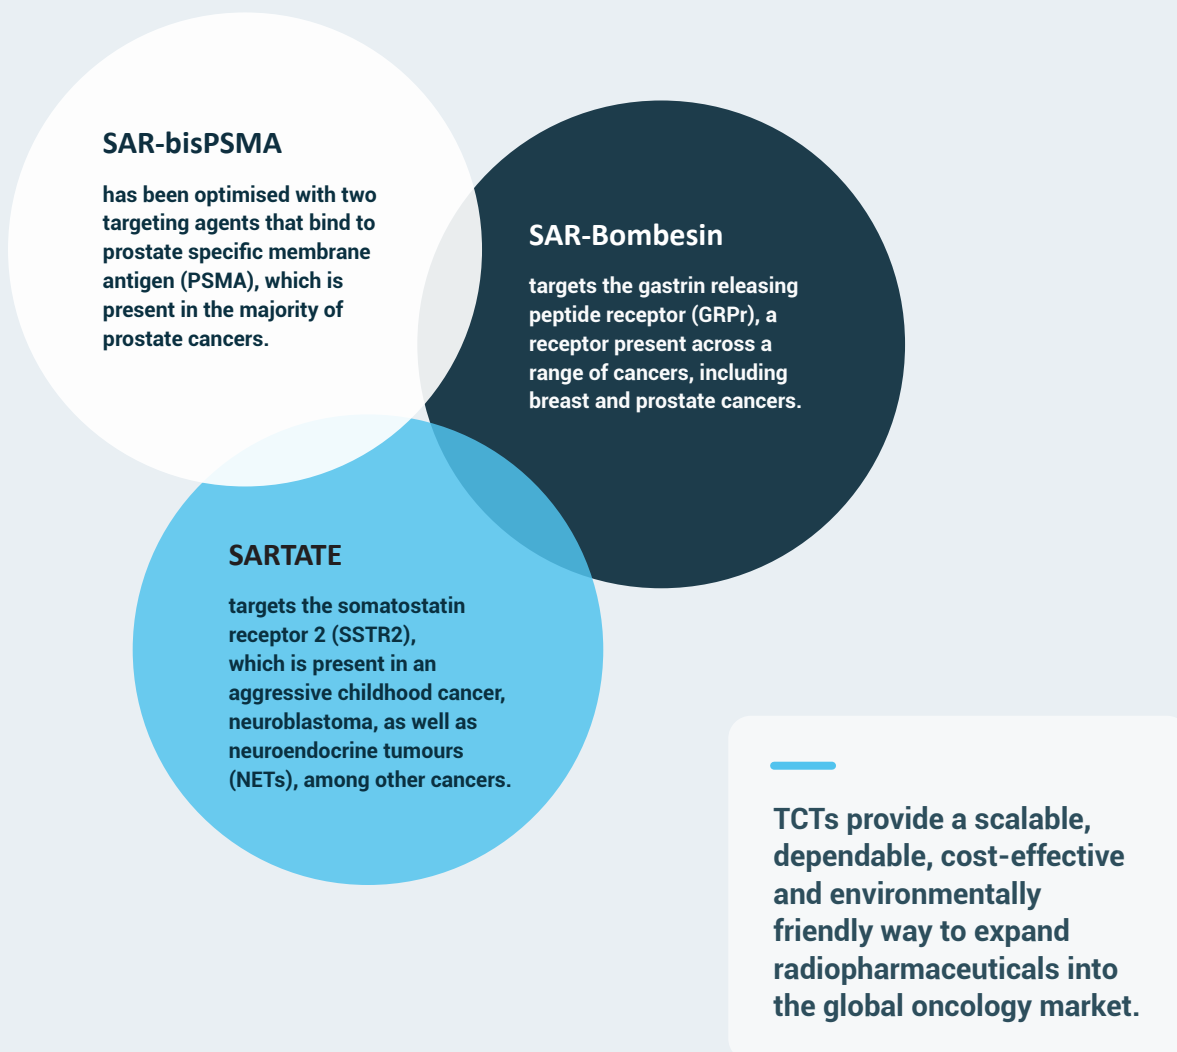 SAR-bisPSMA
has been optimised with two
targeting agents that bind to
prostate specific membrane
antigen (PSMA), which is
present in the majority of
prostate cancers.
SAR-Bombesin
targets the gastrin releasing
peptide receptor (GRPr), a
receptor present across a
range of cancers, including
breast and prostate cancers.
SARTATE
targets the somatostatin
receptor 2 (SSTR2),
which is present in an
aggressive childhood cancer,
neuroblastoma, as well as
neuroendocrine tumours
(NETs), among other cancers.
TCTs provide a scalable,
dependable, cost-effective
and environmentally
friendly way to expand
radiopharmaceuticals into
the global oncology market.